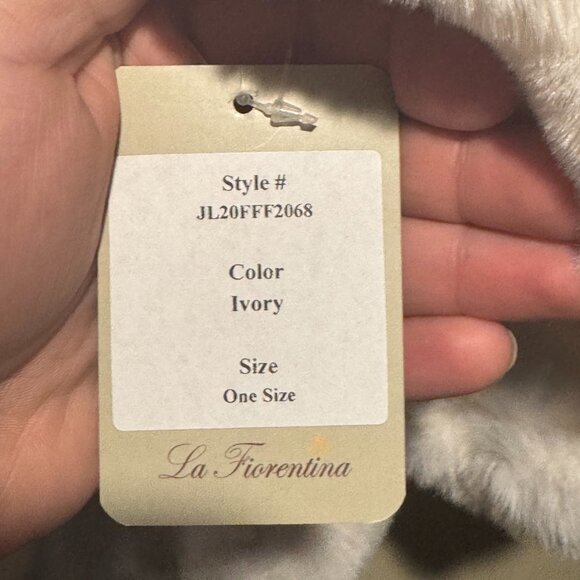 Style #
JL20FFF2068
Color
Ivory
Size
One Size
La Fiorentina